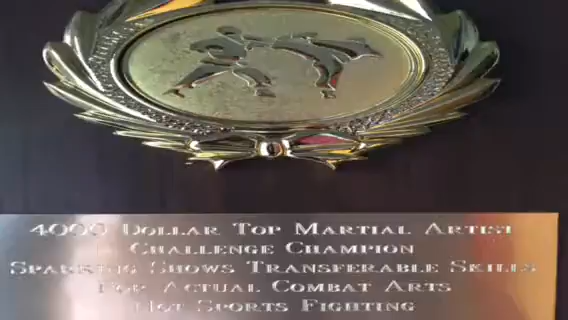 4000 Dollar Top Martial Artist
Challenge Champion
Sparring Shows Transferable Skills
For Actual Combat Arts
Not Sports Fighting